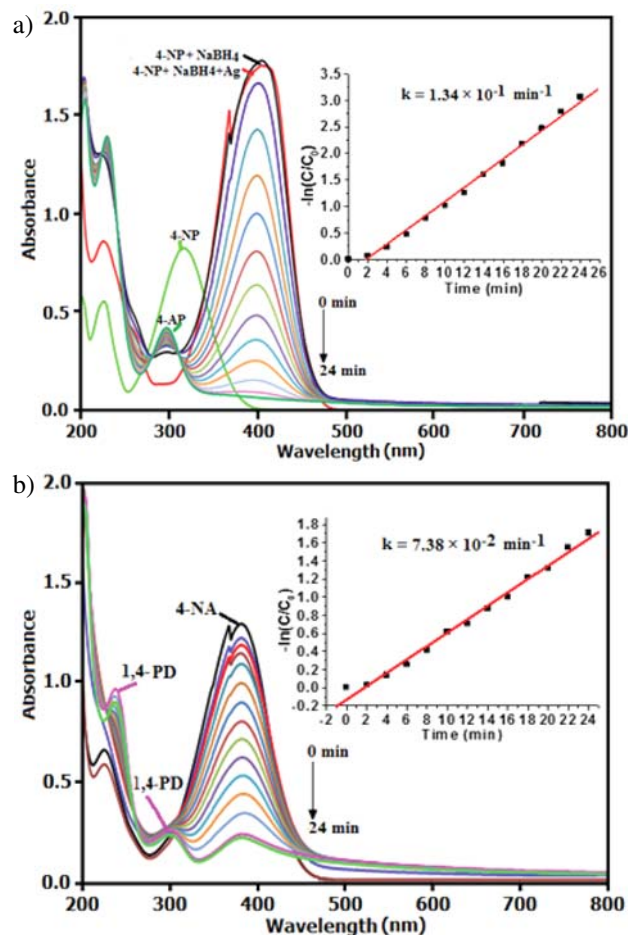 a)
2.0
1.5
1.0
0.5
0.0
Absorbance
200 300 400 500 600 700 800
Wavelength (nm)
4-NP+ NaBH4
4-NP+ NaBH4+Ag
4-NP
4-AP
0 min
24 min
k = 1.34 × 10-1 min-1
3.5
3.0
2.5
2.0
1.5
1.0
0.5
0.0
-ln(C/C0)
0 2 4 6 8 10 12 14 16 18 20 22 24 26
Time (min)
b)
2.0
1.5
1.0
0.5
0.0
Absorbance
200 300 400 500 600 700 800
Wavelength (nm)
4-NA
1,4-PD
1,4-PD
0 min
24 min
k = 7.38 × 10-2 min-1
1.8
1.6
1.4
1.2
1.0
0.8
0.6
0.4
0.2
0.0
-0.2
-ln(C/C0)
-2 0 2 4 6 8 10 12 14 16 18 20 22 24
Time (min)